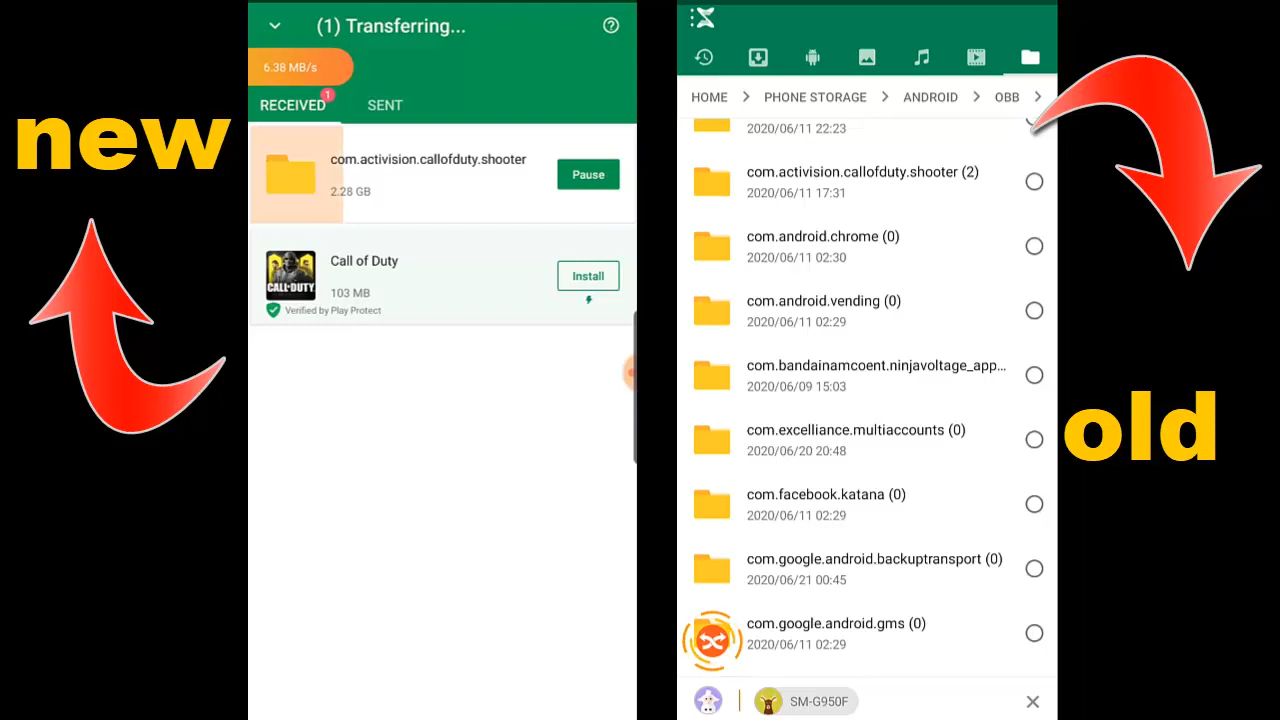 new
(1) Transferring...
6.38 MB/s
RECEIVED 1
SENT
com.activision.callofduty.shooter
2.28 GB
Pause
CALL·DUTY
Call of Duty
103 MB
Install
Verified by Play Protect
HOME > PHONE STORAGE > ANDROID > OBB >
2020/06/11 22:23
com.activision.callofduty.shooter (2)
2020/06/11 17:31
com.android.chrome (0)
2020/06/11 02:30
com.android.vending (0)
2020/06/11 02:29
com.bandainamcoent.ninjavoltage_app...
2020/06/09 15:03
com.excelliance.multiaccounts (0)
2020/06/20 20:48
com.facebook.katana (0)
2020/06/11 02:29
com.google.android.backuptransport (0)
2020/06/21 00:45
com.google.android.gms (0)
2020/06/11 02:29
SM-G950F
old